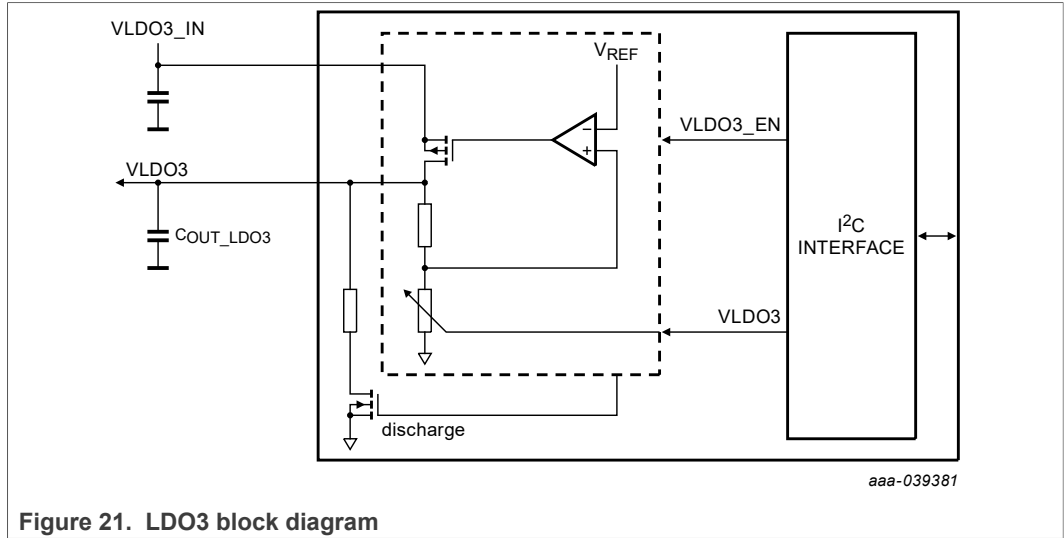 VLDO3_IN
VREF
−
+
VLDO3_EN
VLDO3
COUT_LDO3
I2C
INTERFACE
VLDO3
discharge
aaa-039381
Figure 21. LDO3 block diagram